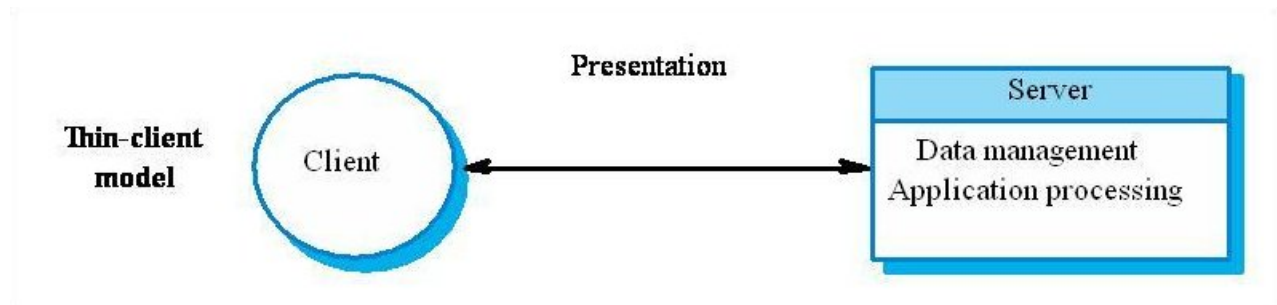 Thin-client
model
Client
Presentation
Server
Data management
Application processing